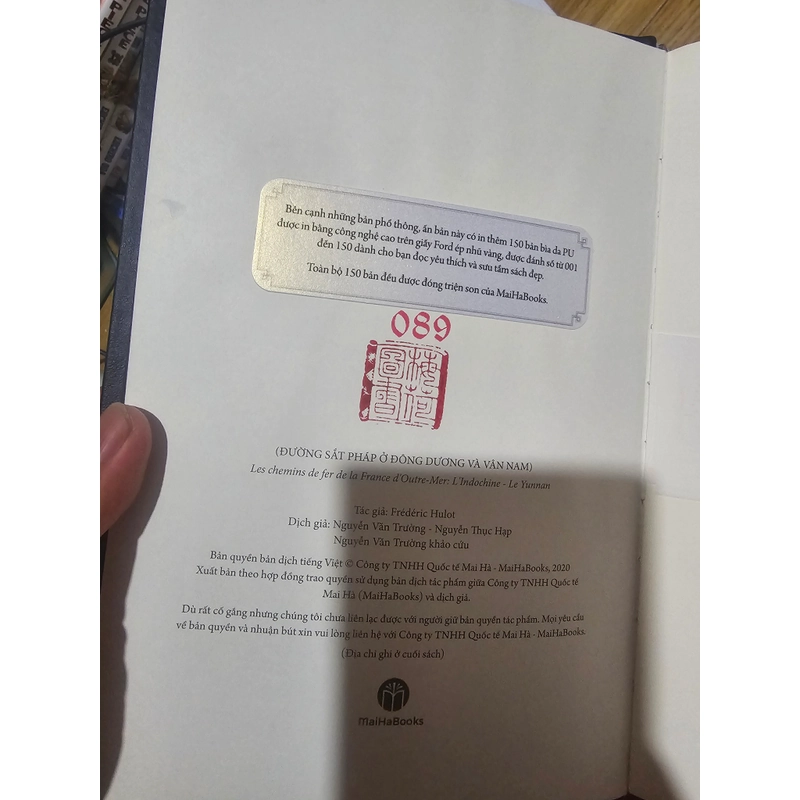 Bên cạnh những bản phổ thông, ấn bản này có in thêm 150 bản bìa da PU
được in bằng công nghệ cao trên giấy Ford ép nhũ vàng, được đánh số từ 001
đến 150 dành cho bạn đọc yêu thích và sưu tầm sách đẹp.
Toàn bộ 150 bản đều được đóng triện son của MaiHaBooks.
089
梅河
圖書
(ĐƯỜNG SẮT PHÁP Ở ĐÔNG DƯƠNG VÀ VÂN NAM)
Les chemins de fer de la France d'Outre-Mer: L'Indochine - Le Yunnan
Tác giả: Frédéric Hulot
Dịch giả: Nguyễn Văn Trường - Nguyễn Thục Hạp
Nguyễn Văn Trường khảo cứu
Bản quyền bản dịch tiếng Việt © Công ty TNHH Quốc tế Mai Hà - MaiHaBooks, 2020
Xuất bản theo hợp đồng trao quyền sử dụng bản dịch tác phẩm giữa Công ty TNHH Quốc tế
Mai Hà (MaiHaBooks) và dịch giả.
Dù rất cố gắng nhưng chúng tôi chưa liên lạc được với người giữ bản quyền tác phẩm. Mọi yêu cầu
về bản quyền và nhuận bút xin vui lòng liên hệ với Công ty TNHH Quốc tế Mai Hà - MaiHaBooks.
(Địa chỉ ghi ở cuối sách)
MaiHaBooks